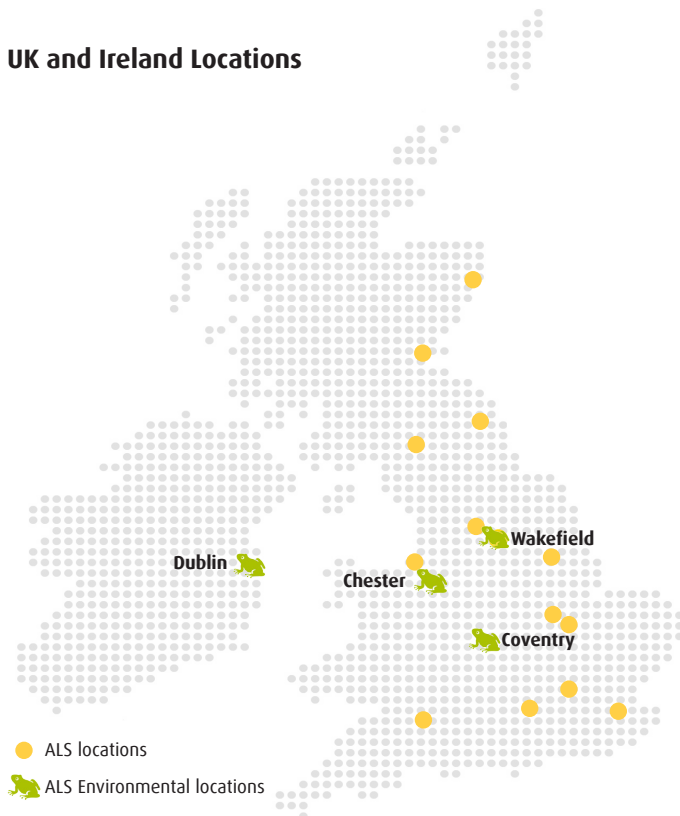 UK and Ireland Locations
Wakefield
Dublin
Chester
Coventry
ALS locations
ALS Environmental locations